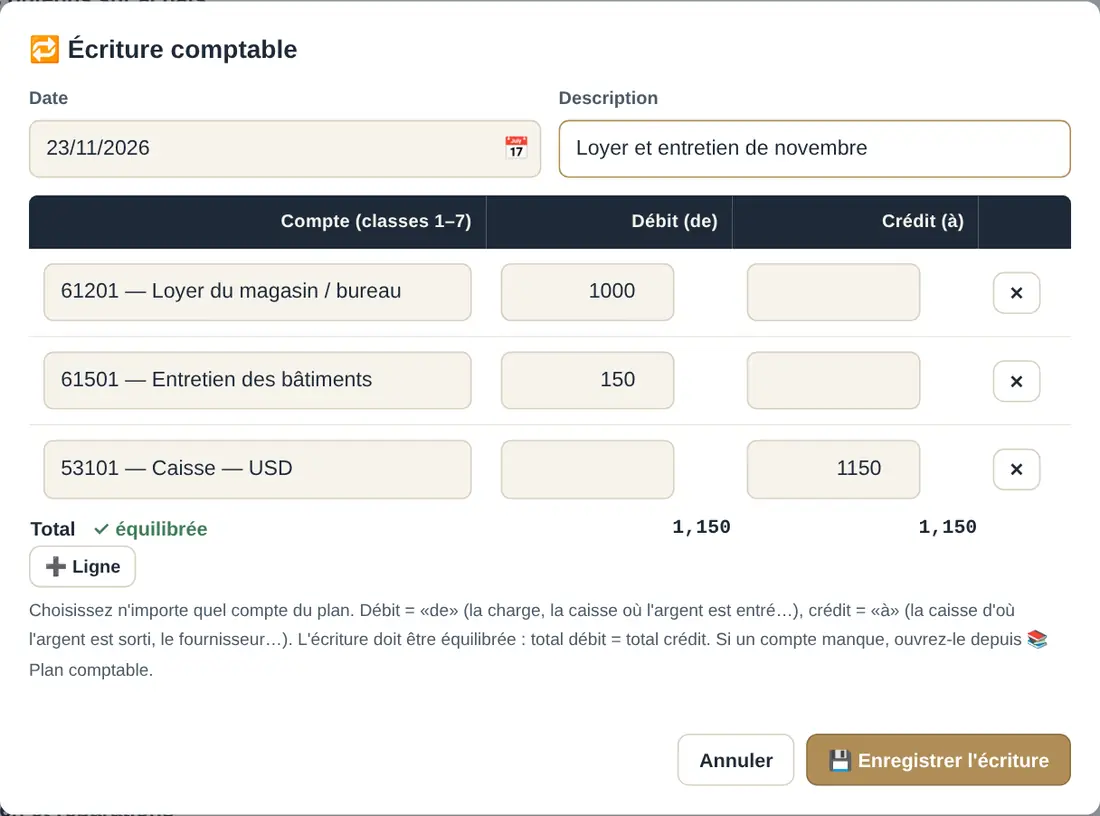 Écriture comptable
Date
Description
23/11/2026
Loyer et entretien de novembre
Compte (classes 1–7) Débit (de) Crédit (à)
61201 — Loyer du magasin / bureau 1000 ×
61501 — Entretien des bâtiments 150 ×
53101 — Caisse — USD 1150 ×
Total ✓ équilibrée 1,150 1,150
➕ Ligne
Choisissez n'importe quel compte du plan. Débit = «de» (la charge, la caisse où l'argent est entré…), crédit = «à» (la caisse d'où
l'argent est sorti, le fournisseur…). L'écriture doit être équilibrée : total débit = total crédit. Si un compte manque, ouvrez-le depuis 📚
Plan comptable.
Annuler
Enregistrer l'écriture